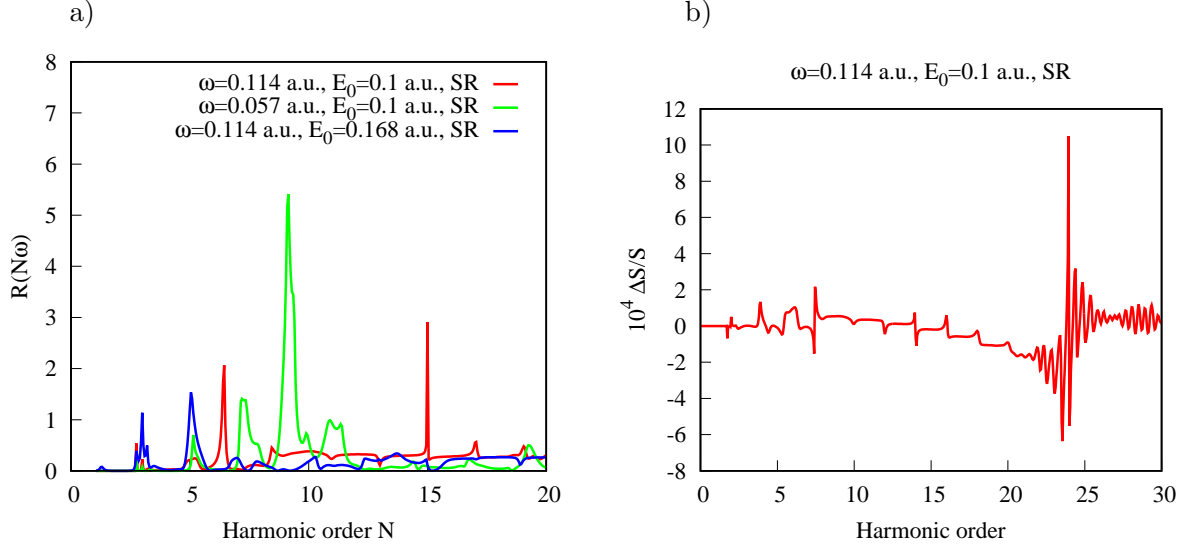 a)
R(Nω)
8
7
6
5
4
3
2
1
0
ω=0.114 a.u., E₀=0.1 a.u., SR
ω=0.057 a.u., E₀=0.1 a.u., SR
ω=0.114 a.u., E₀=0.168 a.u., SR
0 5 10 15 20
Harmonic order N
b)
ω=0.114 a.u., E₀=0.1 a.u., SR
10⁴ ΔS/S
12
10
8
6
4
2
0
-2
-4
-6
-8
0 5 10 15 20 25 30
Harmonic order